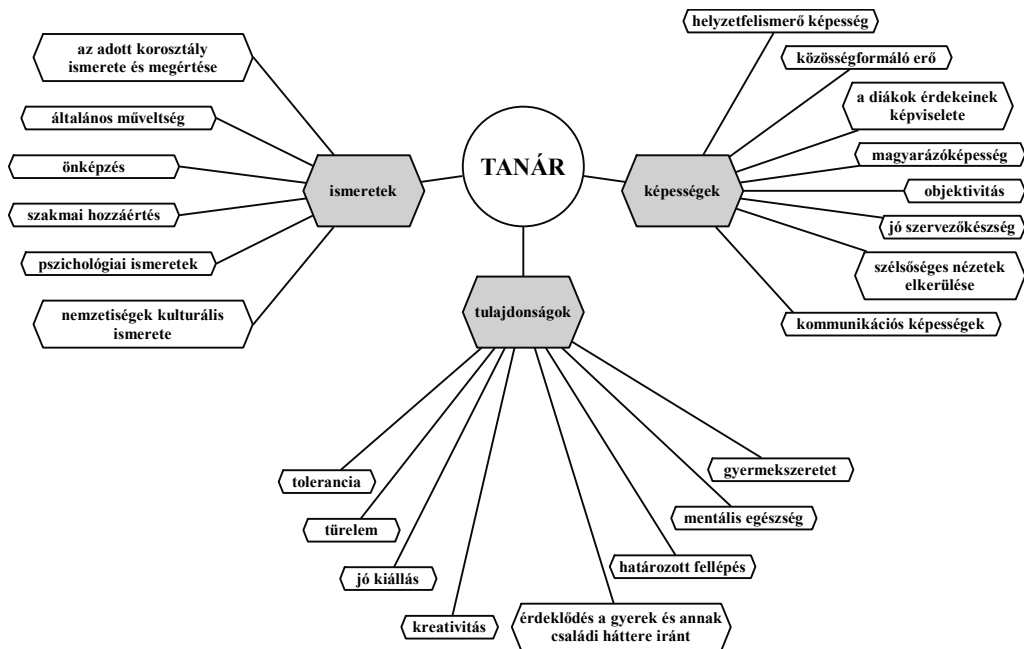 TANÁR
ismeretek
az adott korosztály
ismerete és megértése
általános műveltség
önképzés
szakmai hozzáértés
pszichológiai ismeretek
nemzetiségek kulturális
ismerete
képességek
helyzetfelismerő képesség
közösségformáló erő
a diákok érdekeinek
képviselete
magyarázóképesség
objektivitás
jó szervezőkészség
szélsőséges nézetek
elkerülése
kommunikációs képességek
tulajdonságok
tolerancia
türelem
jó kiállás
kreativitás
érdeklődés a gyerek és annak
családi háttere iránt
határozott fellépés
mentális egészség
gyermekszeretet